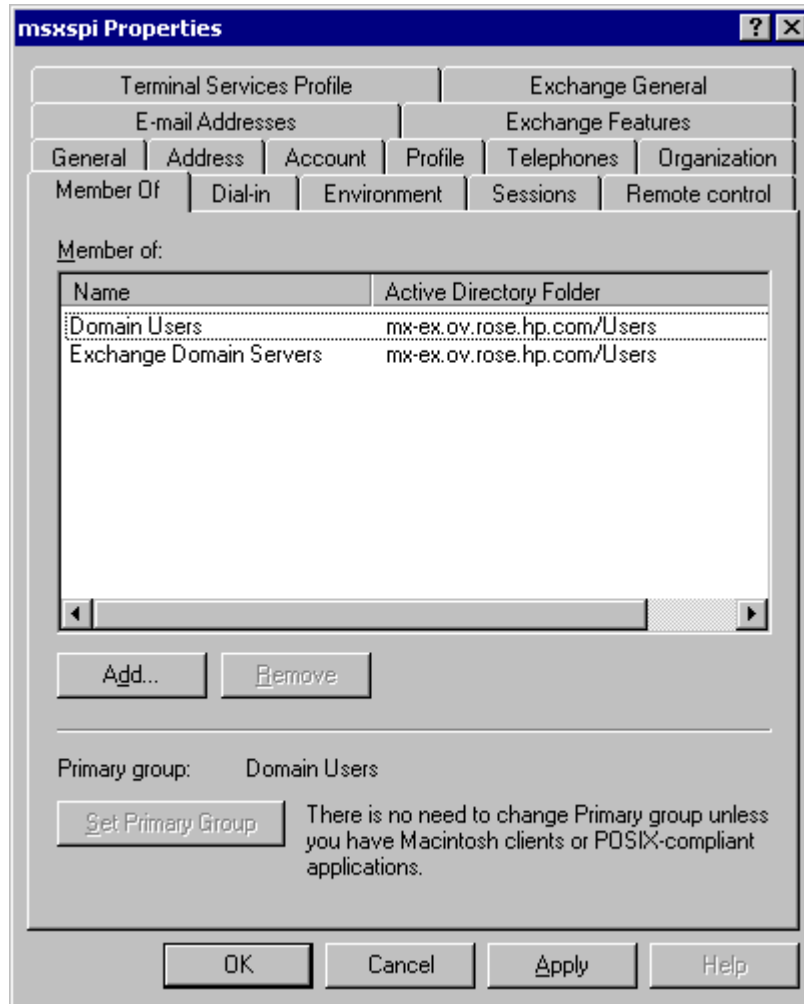 msxspi Properties
Terminal Services Profile Exchange General
E-mail Addresses Exchange Features
General Address Account Profile Telephones Organization
Member Of Dial-in Environment Sessions Remote control
Member of:
Name Active Directory Folder
Domain Users mx-ex.ov.rose.hp.com/Users
Exchange Domain Servers mx-ex.ov.rose.hp.com/Users
Add... Remove
Primary group: Domain Users
Set Primary Group
There is no need to change Primary group unless
you have Macintosh clients or POSIX-compliant
applications.
OK Cancel Apply Help